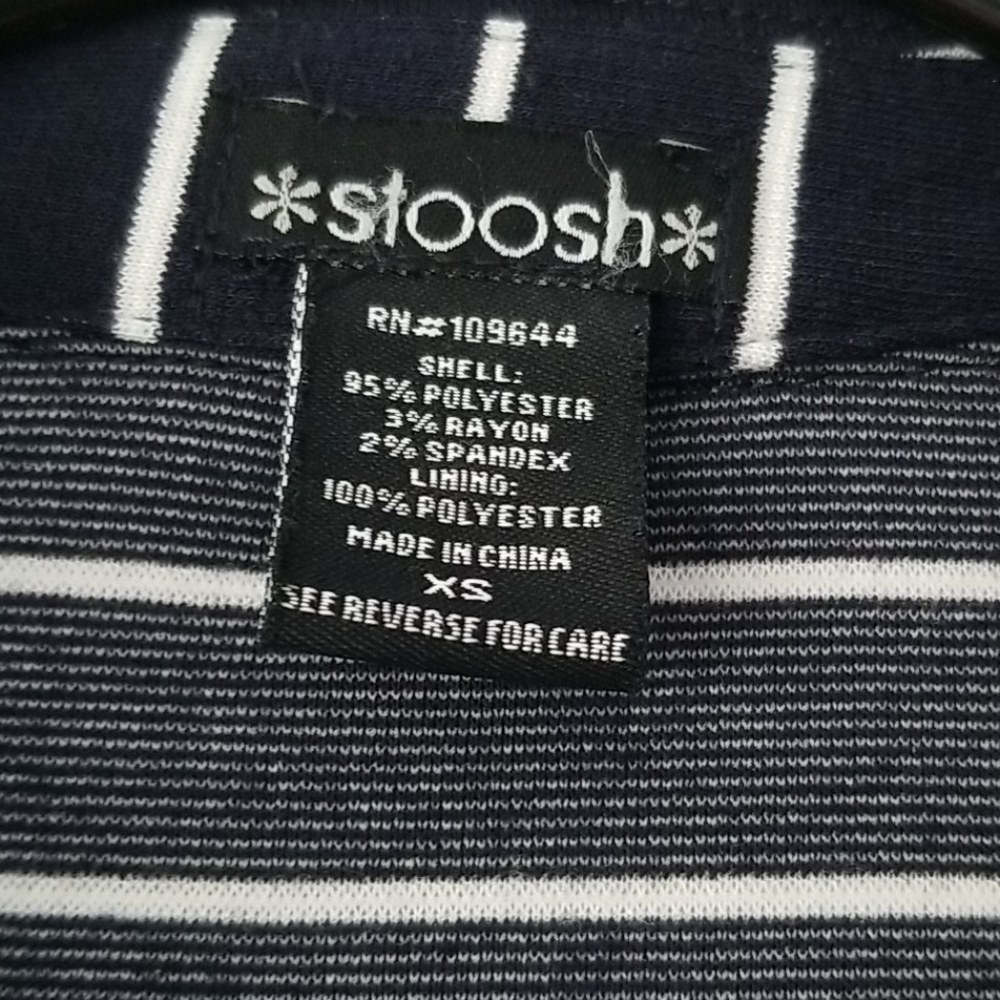 *stoosh*
RN#109644
SHELL:
95% POLYESTER
3% RAYON
2% SPANDEX
LINING:
100% POLYESTER
MADE IN CHINA
XS
SEE REVERSE FOR CARE